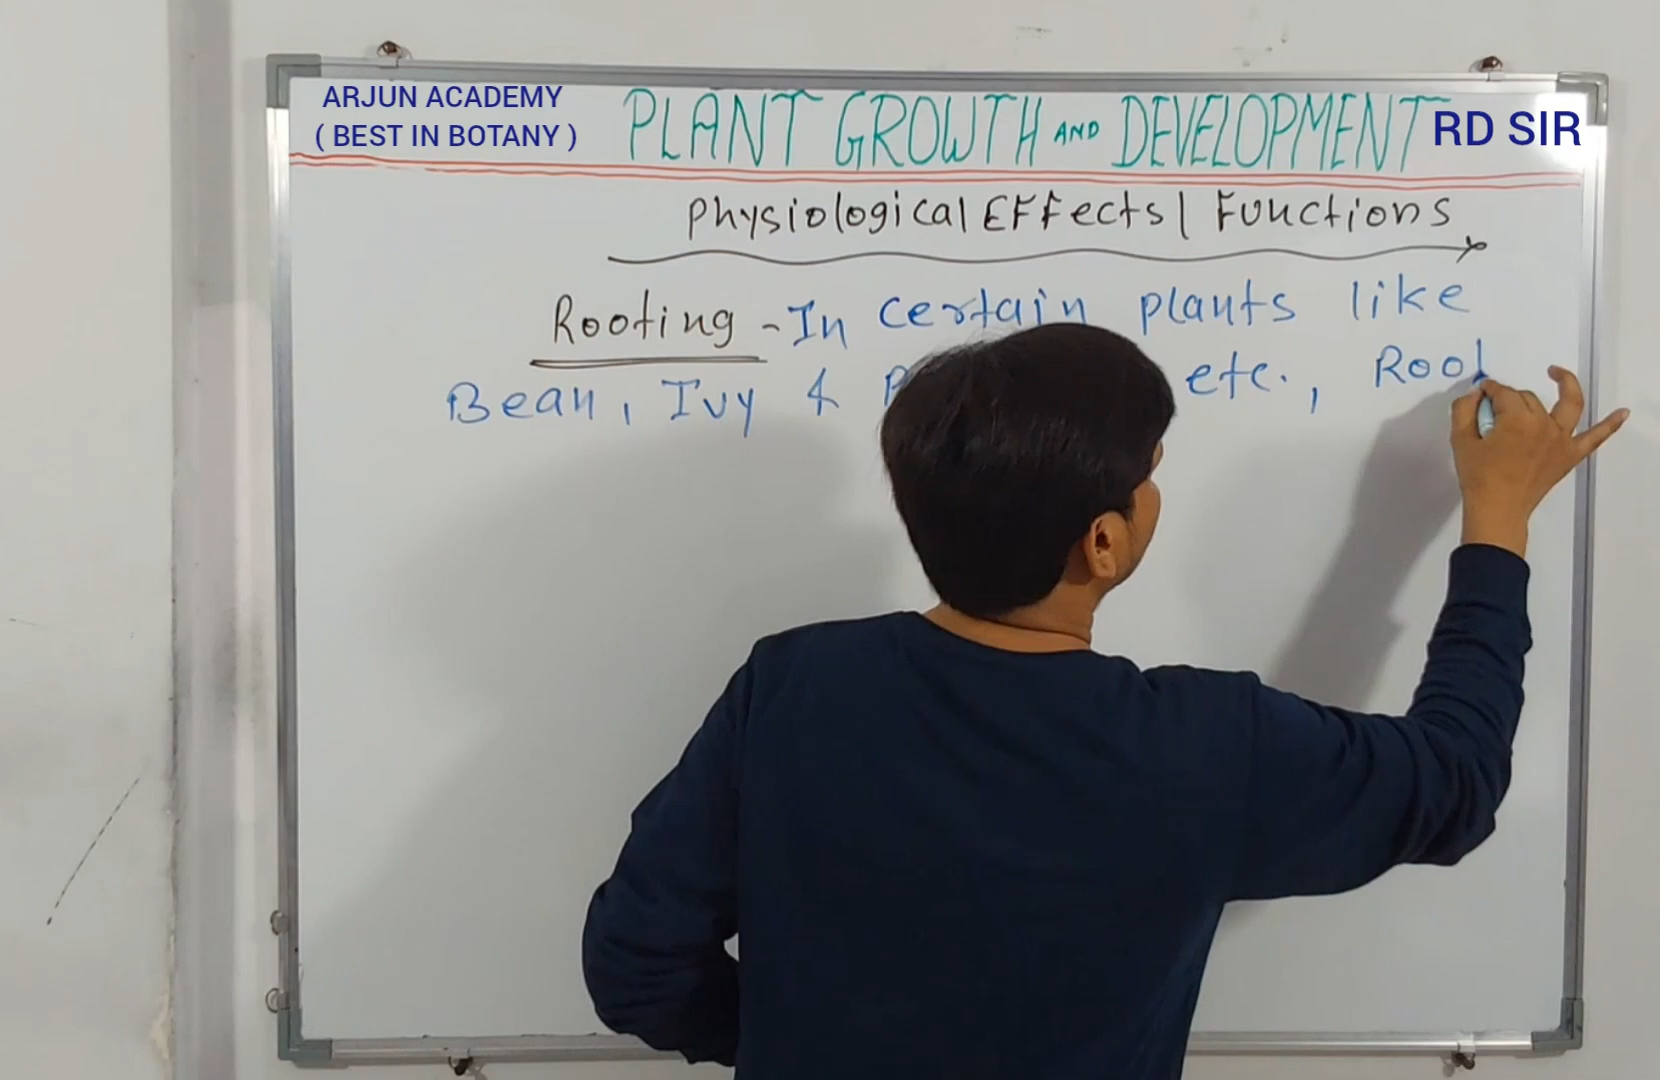 ARJUN ACADEMY
( BEST IN BOTANY )
PLANT GROWTH AND DEVELOPMENT
RD SIR
Physiological Effects | Functions
Rooting - In certain plants like
Bean, Ivy & etc., Root